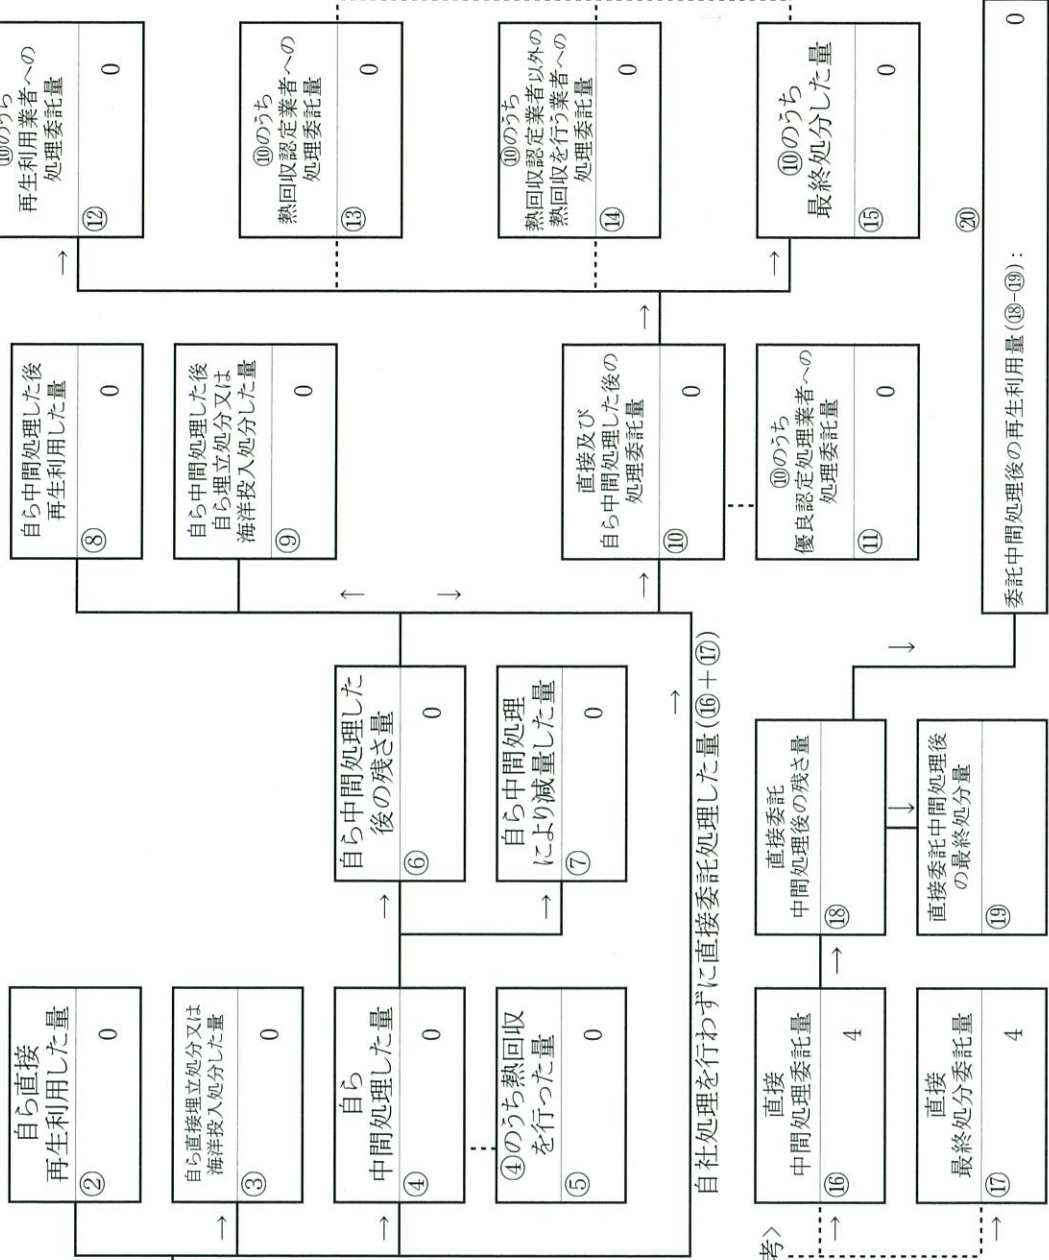 自ら直接
再生利用した量
②
0
自ら直接埋立処分又は
海洋投入処分した量
③
0
自ら
中間処理した量
④
0
④のうち熱回収
を行った量
⑤
0
自ら中間処理した
後の残さ量
⑥
0
自ら中間処理
により減量した量
⑦
0
自ら中間処理した後
再生利用した量
⑧
0
自ら中間処理した後
自ら埋立処分又は
海洋投入処分した量
⑨
0
直接及び
自ら中間処理した後の
処理委託量
⑩
0
⑩のうち
優良認定処理業者への
処理委託量
⑪
0
⑩のうち
再生利用業者への
処理委託量
⑫
0
⑩のうち
熱回収認定業者への
処理委託量
⑬
0
⑩のうち
熱回収認定業者以外の
熱回収を行う業者への
処理委託量
⑭
0
⑩のうち
最終処分した量
⑮
0
自社処理を行わずに直接委託処理した量(⑯+⑰)
考>
直接
中間処理委託量
⑯
4
直接
最終処分委託量
⑰
4
直接委託
中間処理後の残さ量
⑱
直接委託中間処理後
の最終処分量
⑲
⑳
委託中間処理後の再生利用量(⑱-⑲):
0